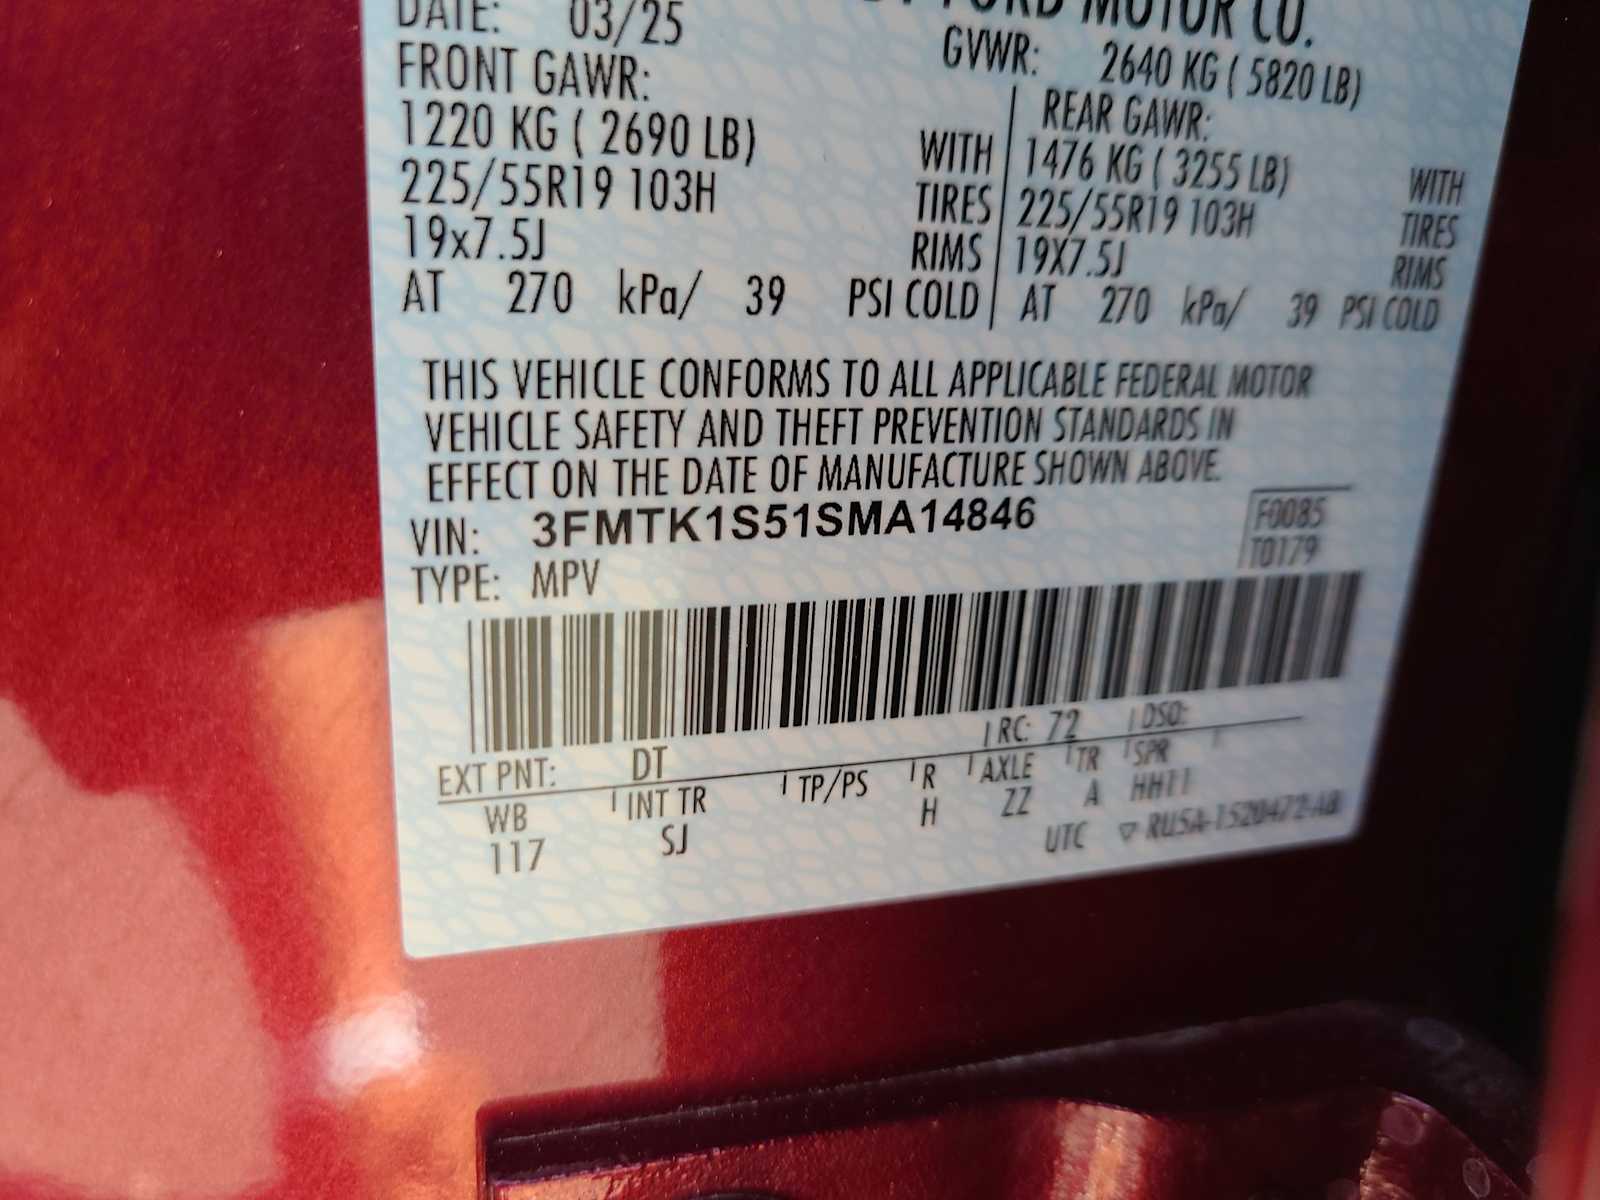 DATE: 03/25 FORD MOTOR CO.
FRONT GAWR: GVWR: 2640 KG ( 5820 LB)
1220 KG ( 2690 LB) WITH
225/55R19 103H TIRES
19x7.5J RIMS
AT 270 kPa/ 39 PSI COLD
REAR GAWR:
1476 KG ( 3255 LB) WITH
225/55R19 103H TIRES
19X7.5J RIMS
AT 270 kPa/ 39 PSI COLD
THIS VEHICLE CONFORMS TO ALL APPLICABLE FEDERAL MOTOR
VEHICLE SAFETY AND THEFT PREVENTION STANDARDS IN
EFFECT ON THE DATE OF MANUFACTURE SHOWN ABOVE.
VIN: 3FMTK1S51SMA14846
F0085
T0179
TYPE: MPV
EXT PNT: DT RC: 72 DSO:
WB INT TR TP/PS R AXLE TR SPR
117 SJ H ZZ A HH11
UTC ▽ RU5A-1520472-AB